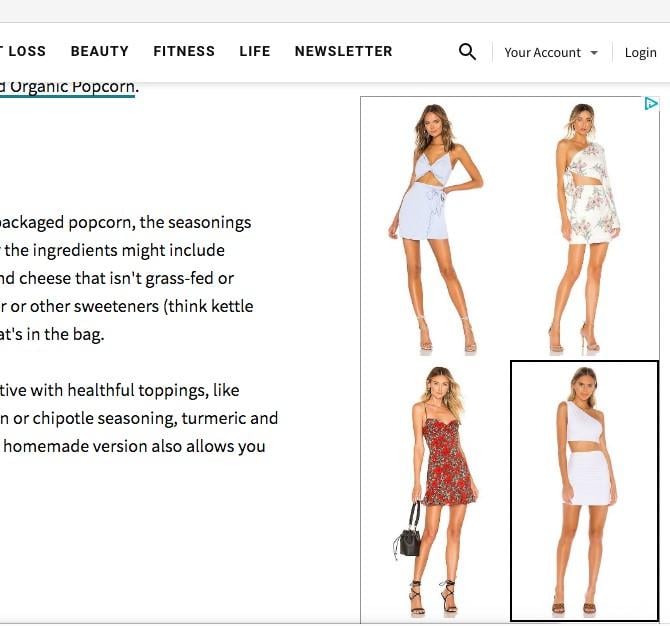 LOSS BEAUTY FITNESS LIFE NEWSLETTER Your Account Login
Organic Popcorn.
packaged popcorn, the seasonings
the ingredients might include
nd cheese that isn't grass-fed or
r or other sweeteners (think kettle
at's in the bag.
tive with healthful toppings, like
n or chipotle seasoning, turmeric and
homemade version also allows you